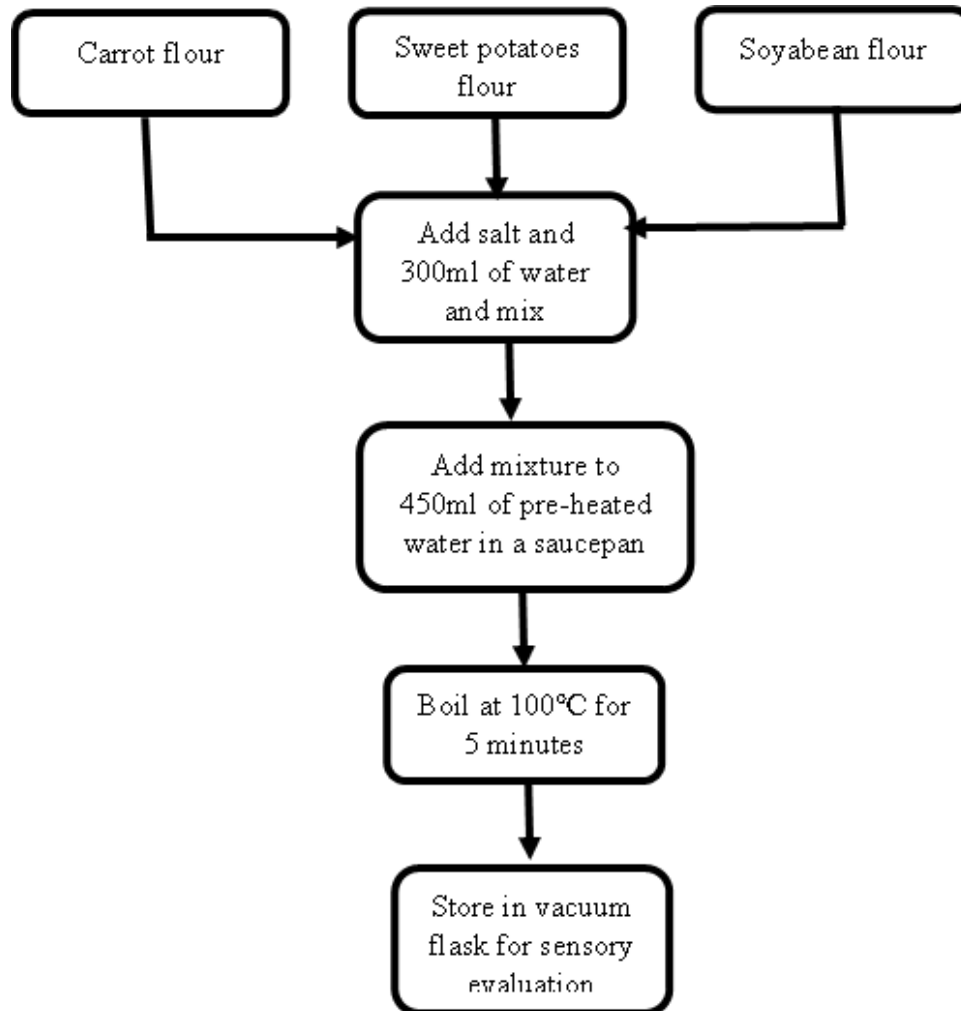 Carrot flour
Sweet potatoes
flour
Soyabean flour
Add salt and
300ml of water
and mix
Add mixture to
450ml of pre-heated
water in a saucepan
Boil at 100°C for
5 minutes
Store in vacuum
flask for sensory
evaluation